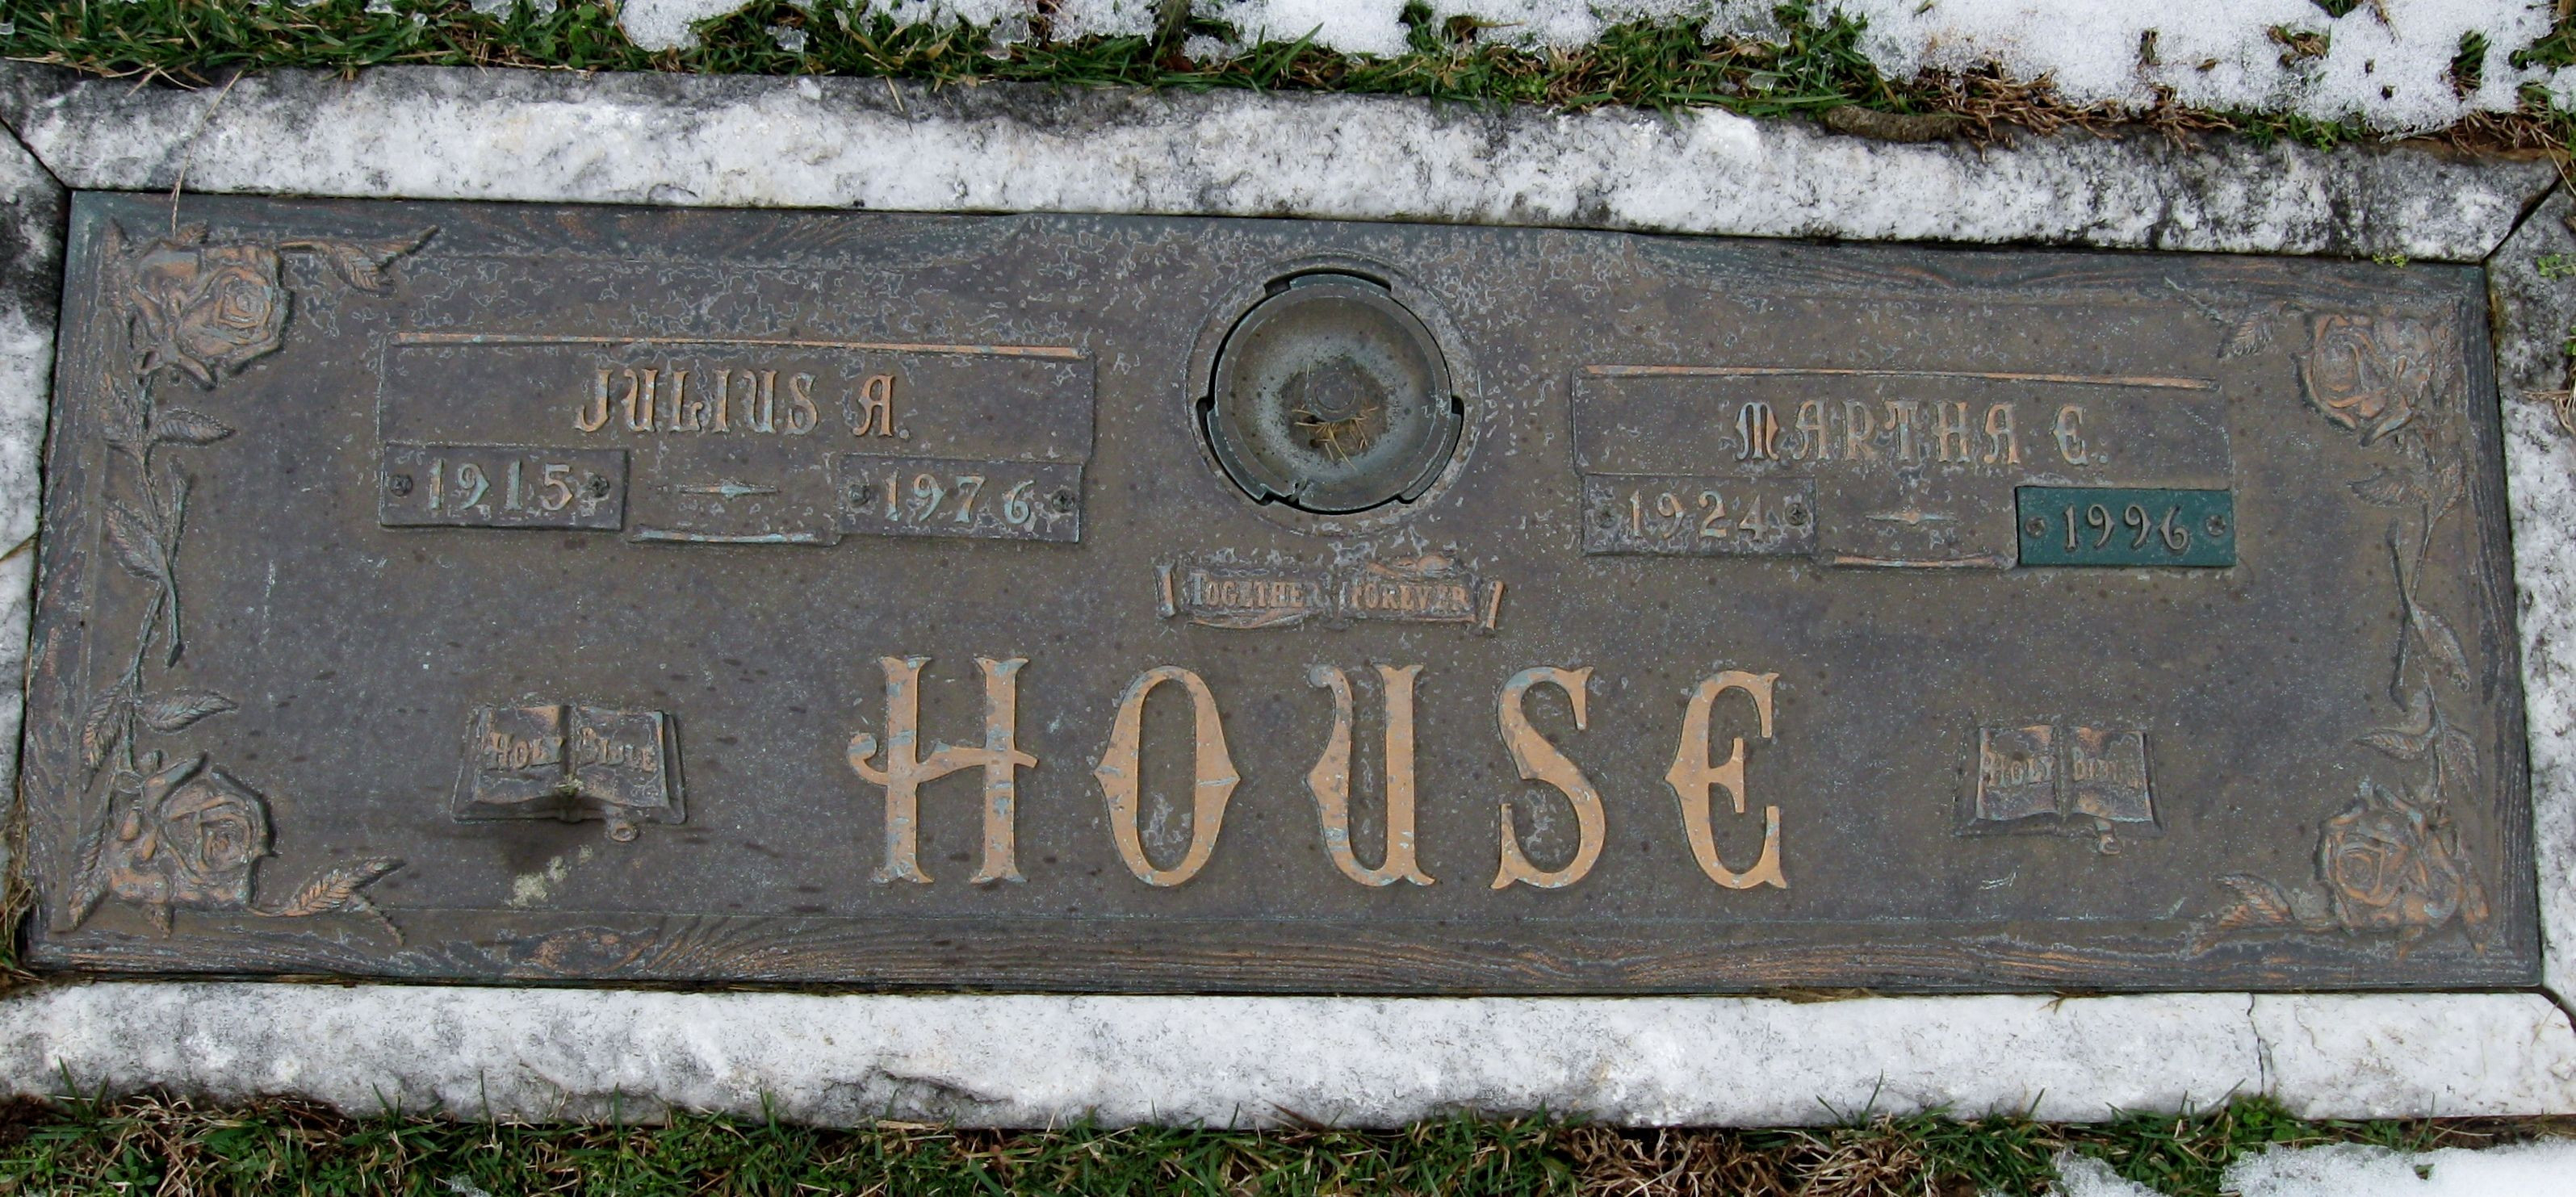 JULIUS A.
1915 - 1976
MARTHA E.
1924 - 1996
TOGETHER FOREVER
HOUSE
HOLY BIBLE
HOLY BIBLE